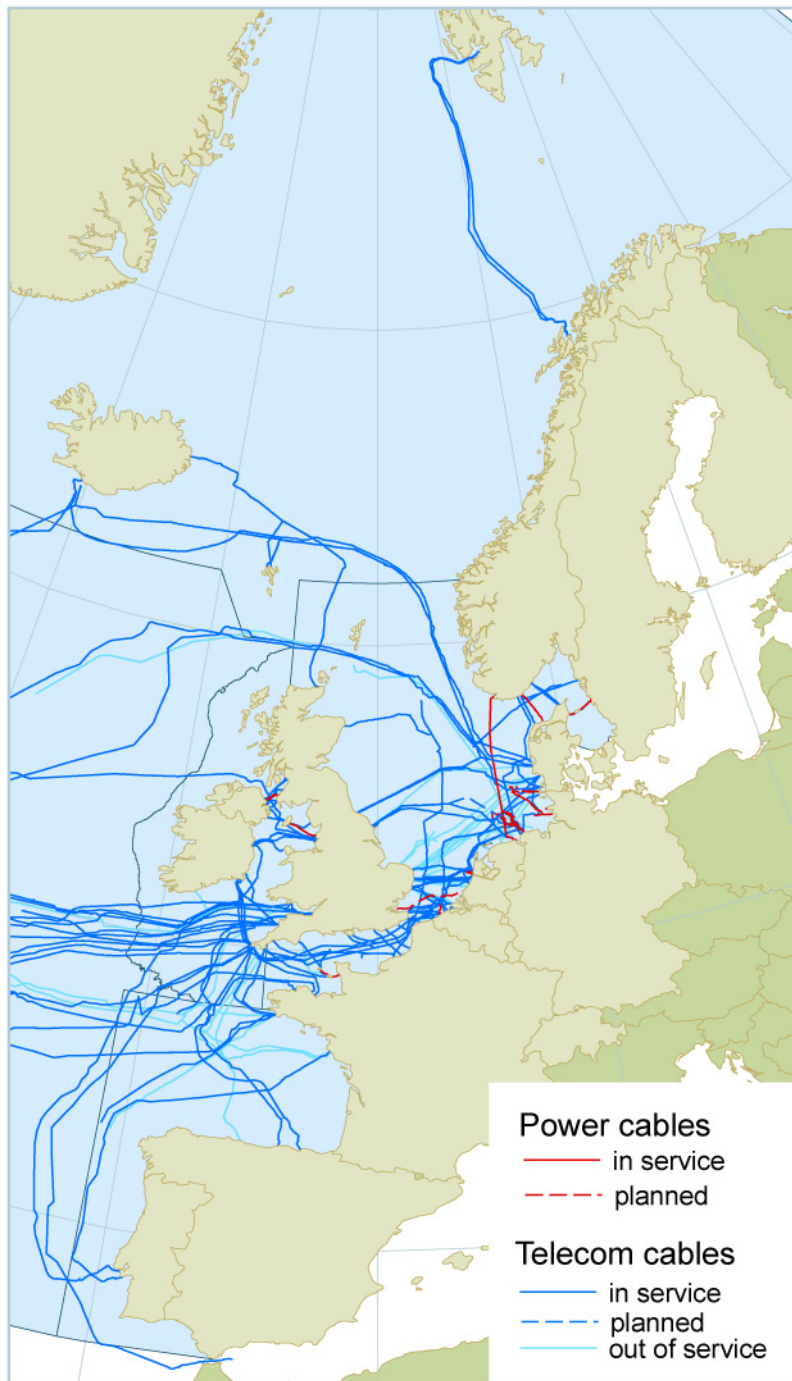 Power cables
in service
planned
Telecom cables
in service
planned
out of service